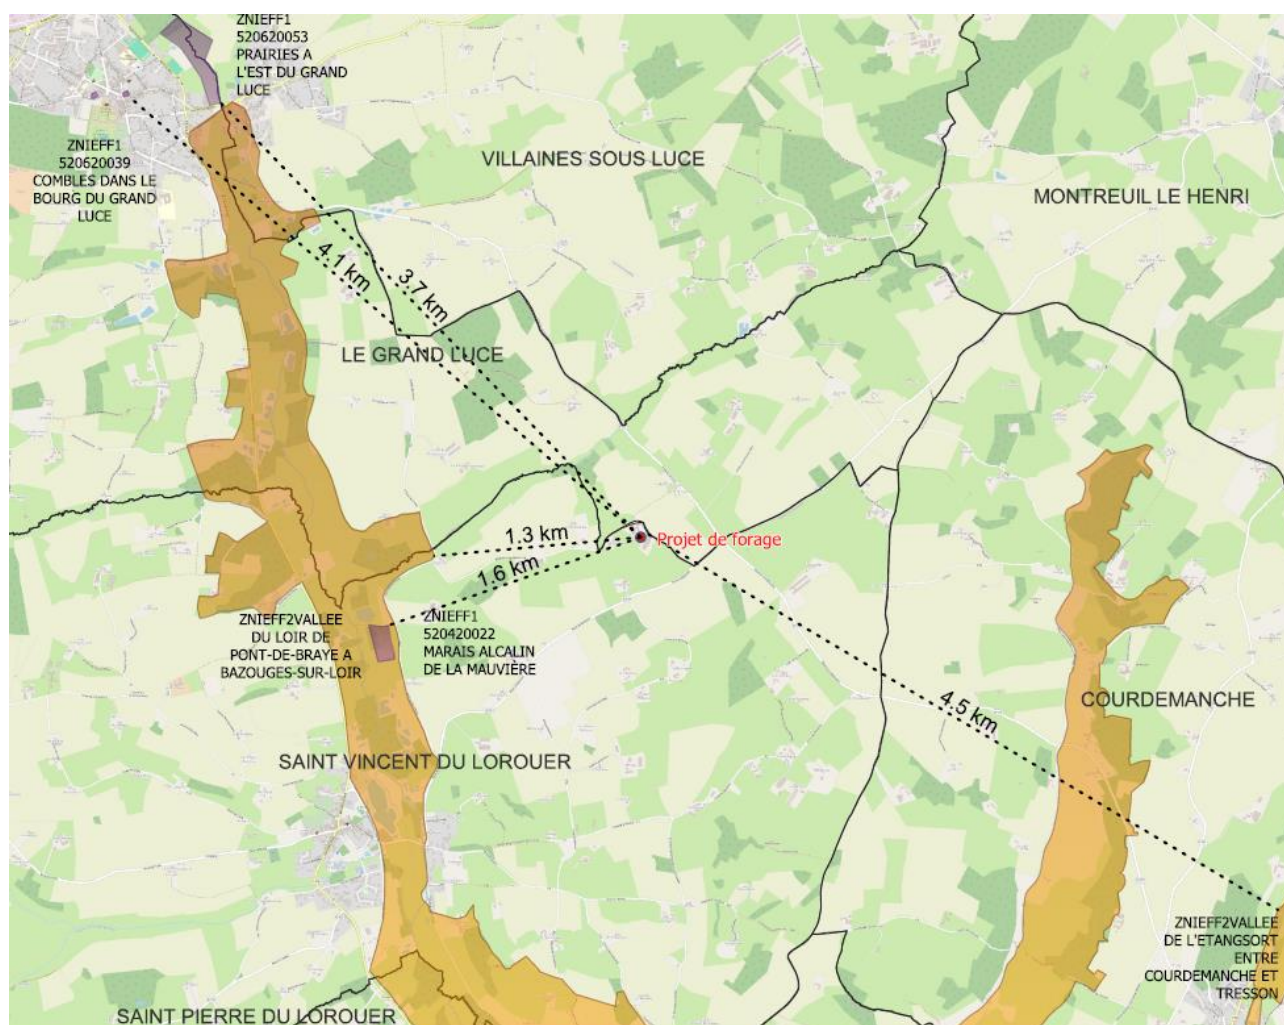 ZNIEFF1
520620053
PRAIRIES A
L'EST DU GRAND
LUCE
ZNIEFF1
520620039
COMBLES DANS LE
BOURG DU GRAND
LUCE
VILLAINES SOUS LUCE
MONTREUIL LE HENRI
4.1 km
3.7 km
LE GRAND LUCE
1.3 km
Projet de forage
1.6 km
ZNIEFF2VALLEE
DU LOIR DE
PONT-DE-BRAYE A
BAZOUGES-SUR-LOIR
ZNIEFF1
520420022
MARAIS ALCALIN
DE LA MAUVIÈRE
4.5 km
COURDEMANCHE
SAINT VINCENT DU LOROUER
ZNIEFF2VALLEE
DE L'ETANGSORT
ENTRE
COURDEMANCHE ET
TRESSON
SAINT PIERRE DU LOROUER